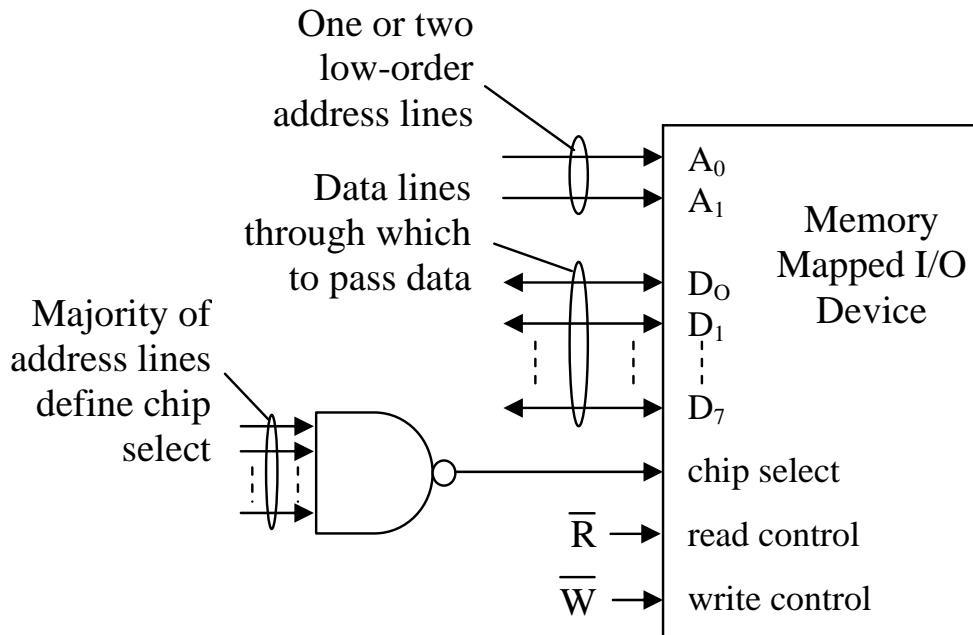 One or two
low-order
address lines
Data lines
through which
to pass data
Majority of
address lines
define chip
select
A₀
A₁
D_O
D₁
D₇
chip select
R̅
read control
W̅
write control
Memory
Mapped I/O
Device